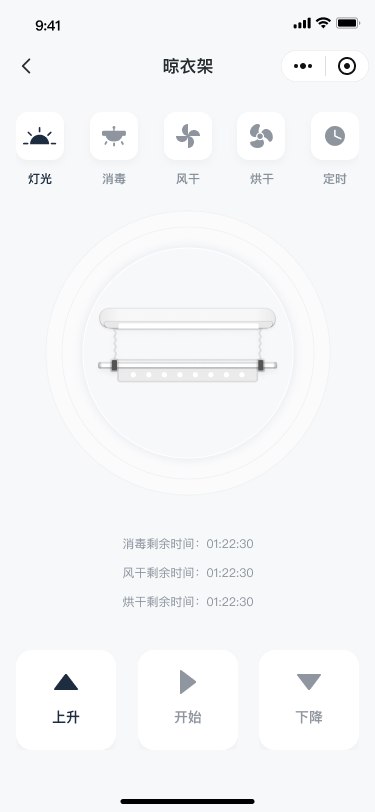 9:41
晾衣架
灯光 消毒 风干 烘干 定时
消毒剩余时间：01:22:30
风干剩余时间：01:22:30
烘干剩余时间：01:22:30
上升 开始 下降